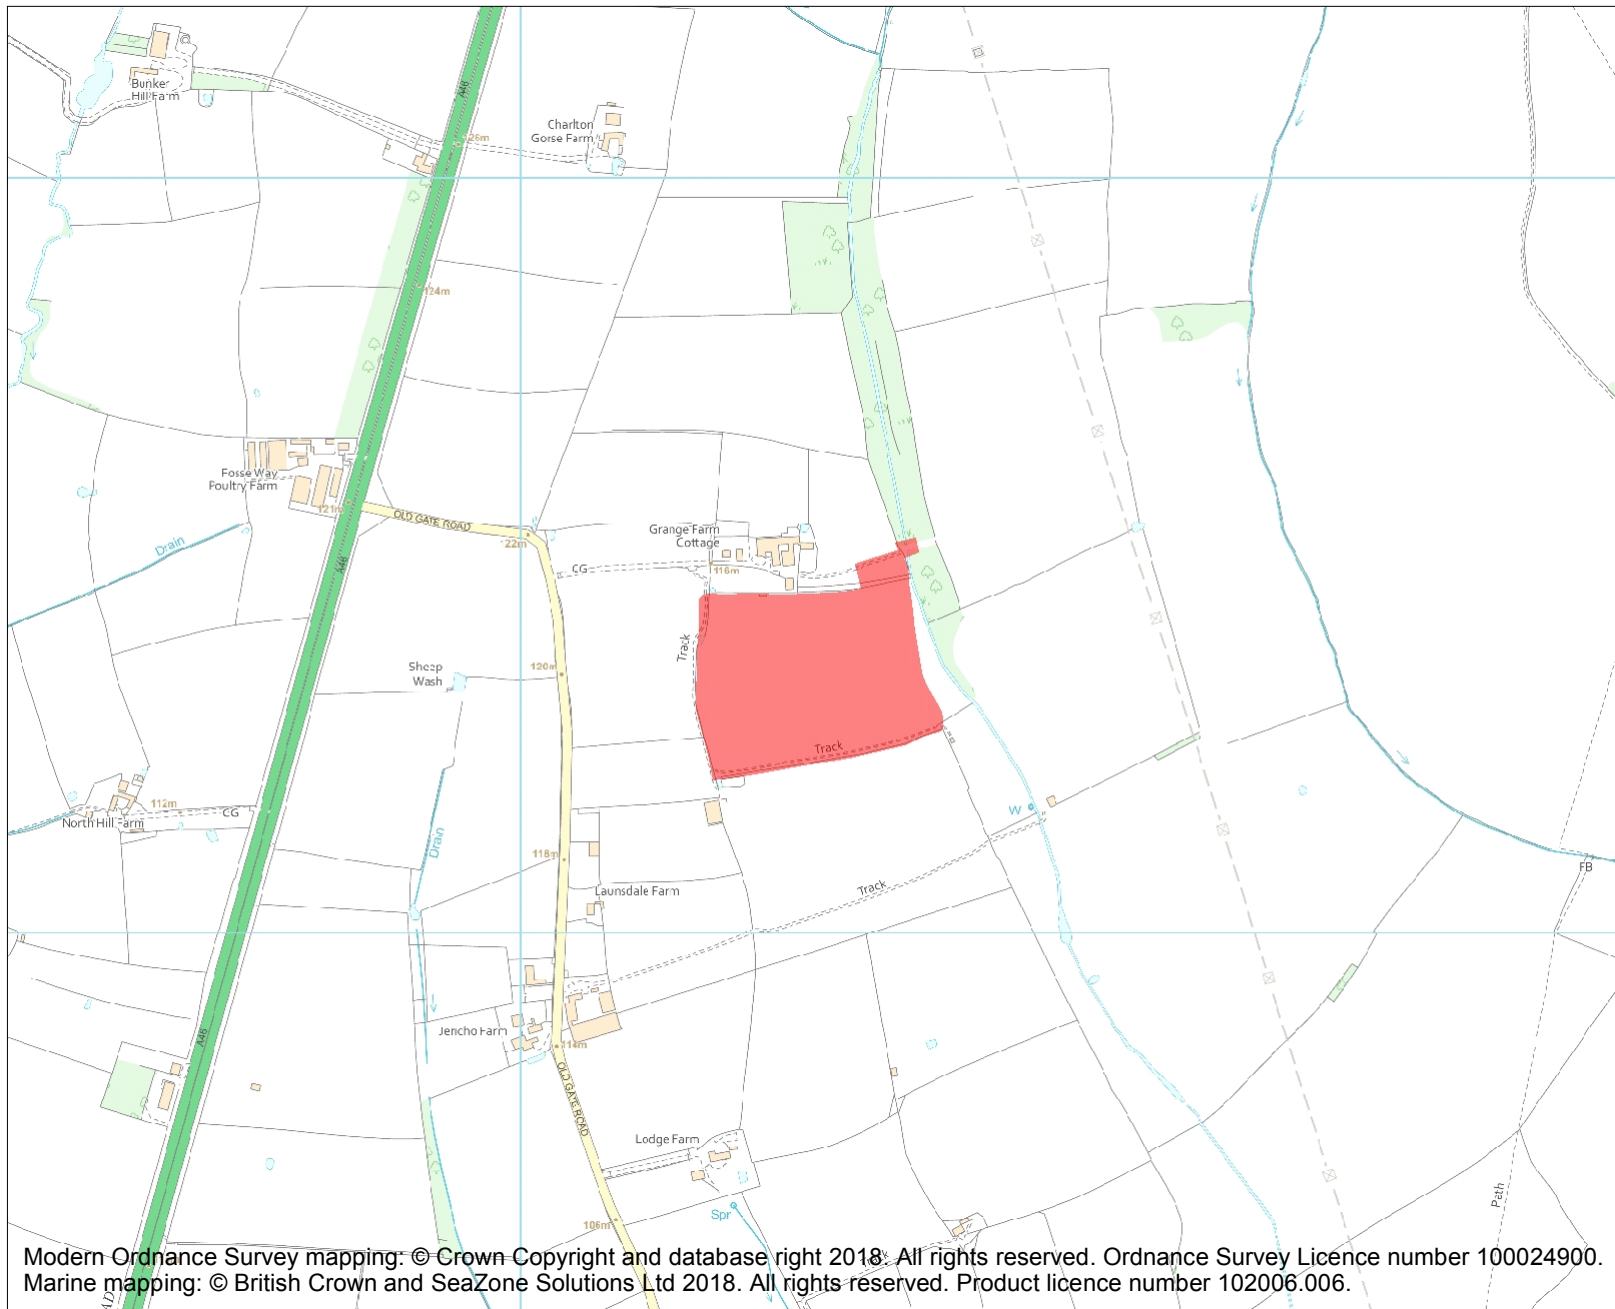 A46
Bunker
Hill Farm
Charlton
Gorse Farm
126m
124m
Fosse Way
Poultry Farm
121m
OLD GATE ROAD
122m
Drain
A46
Grange Farm
Cottage
CG
116m
Track
Sheep
Wash
120m
Track
112m
CG
North Hill Farm
W
Drain
118m
Launsdale Farm
Track
FB
A46
Jericho Farm
114m
OLD GATE ROAD
Lodge Farm
Path
Spr
106m
Modern Ordnance Survey mapping: © Crown Copyright and database right 2018. All rights reserved. Ordnance Survey Licence number 100024900.
Marine mapping: © British Crown and SeaZone Solutions Ltd 2018. All rights reserved. Product licence number 102006.006.